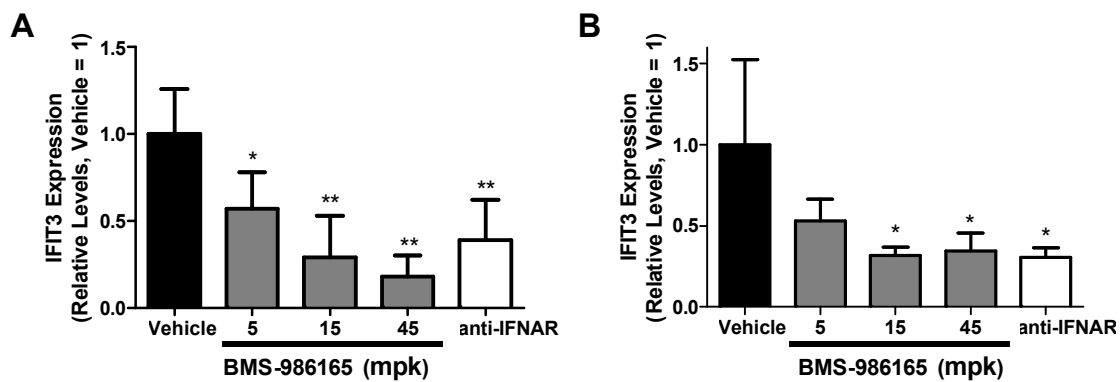 A
IFIT3 Expression
(Relative Levels, Vehicle = 1)
1.5
1.0
0.5
0.0
*
**
**
**
Vehicle
5
15
45
anti-IFNAR
BMS-986165 (mpk)
B
IFIT3 Expression
(Relative Levels, Vehicle = 1)
1.5
1.0
0.5
0.0
*
*
*
Vehicle
5
15
45
anti-IFNAR
BMS-986165 (mpk)